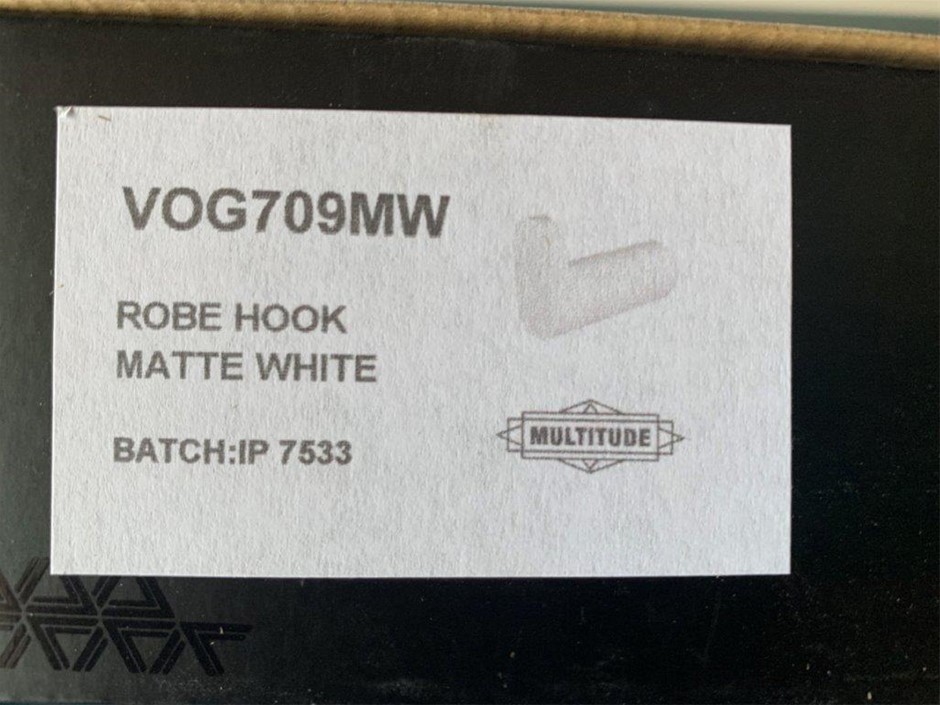 VOG709MW
ROBE HOOK
MATTE WHITE
BATCH:IP 7533
MULTITUDE